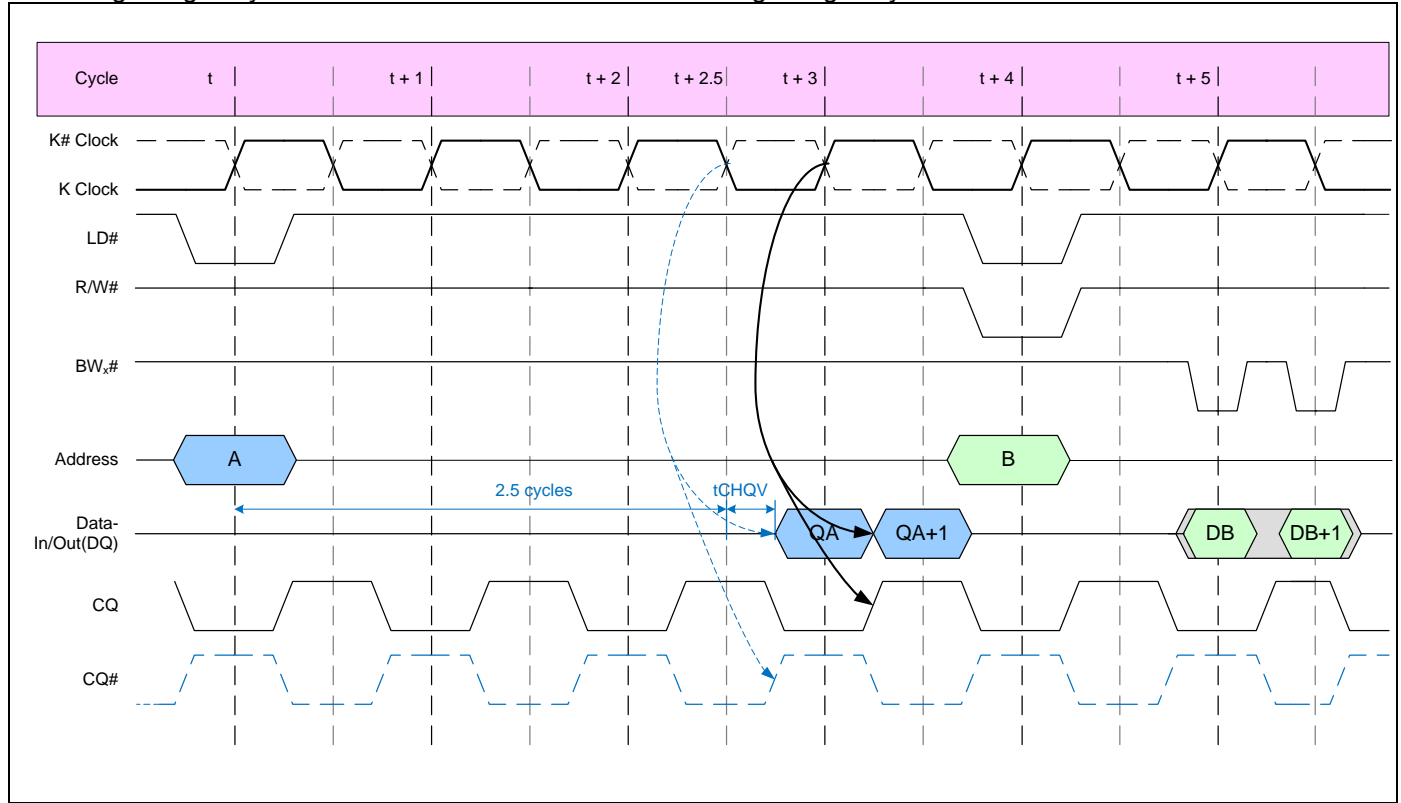 Cycle t t + 1 t + 2 t + 2.5 t + 3 t + 4 t + 5
K# Clock
K Clock
LD#
R/W#
BWx#
Address A B
2.5 cycles tCHQV
Data-
In/Out(DQ) QA QA+1 DB DB+1
CQ
CQ#